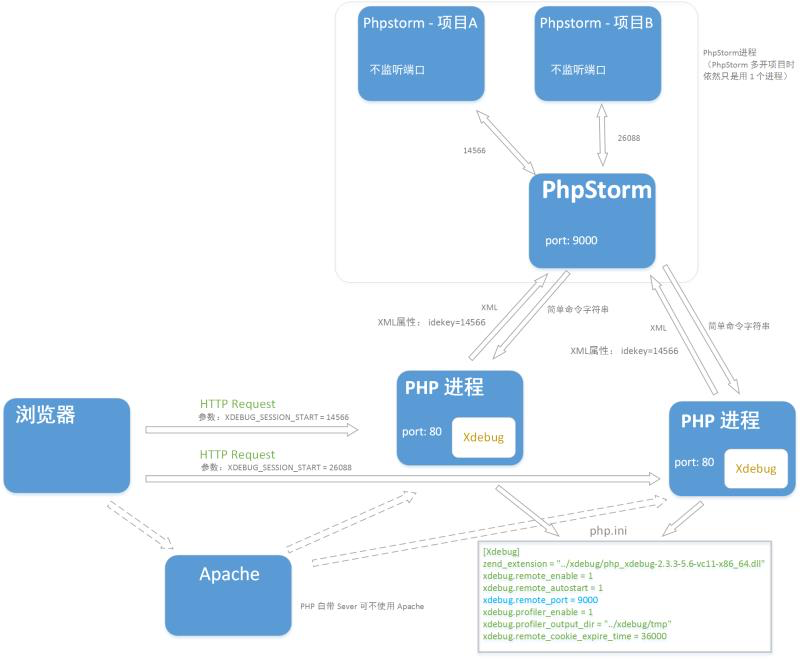 Phpstorm - 项目A
不监听端口
Phpstorm - 项目B
不监听端口
PhpStorm进程
（PhpStorm 多开项目时
依然只是用 1 个进程）
14566
26088
PhpStorm
port: 9000
XML
XML属性： idekey=14566
简单命令字符串
XML
XML属性： idekey=14566
简单命令字符串
浏览器
HTTP Request
参数：XDEBUG_SESSION_START = 14566
HTTP Request
参数：XDEBUG_SESSION_START = 26088
PHP 进程
port: 80
Xdebug
PHP 进程
port: 80
Xdebug
Apache
PHP 自带 Sever 可不使用 Apache
php.ini
[Xdebug]
zend_extension = "../xdebug/php_xdebug-2.3.3-5.6-vc11-x86_64.dll"
xdebug.remote_enable = 1
xdebug.remote_autostart = 1
xdebug.remote_port = 9000
xdebug.profiler_enable = 1
xdebug.profiler_output_dir = "../xdebug/tmp"
xdebug.remote_cookie_expire_time = 36000